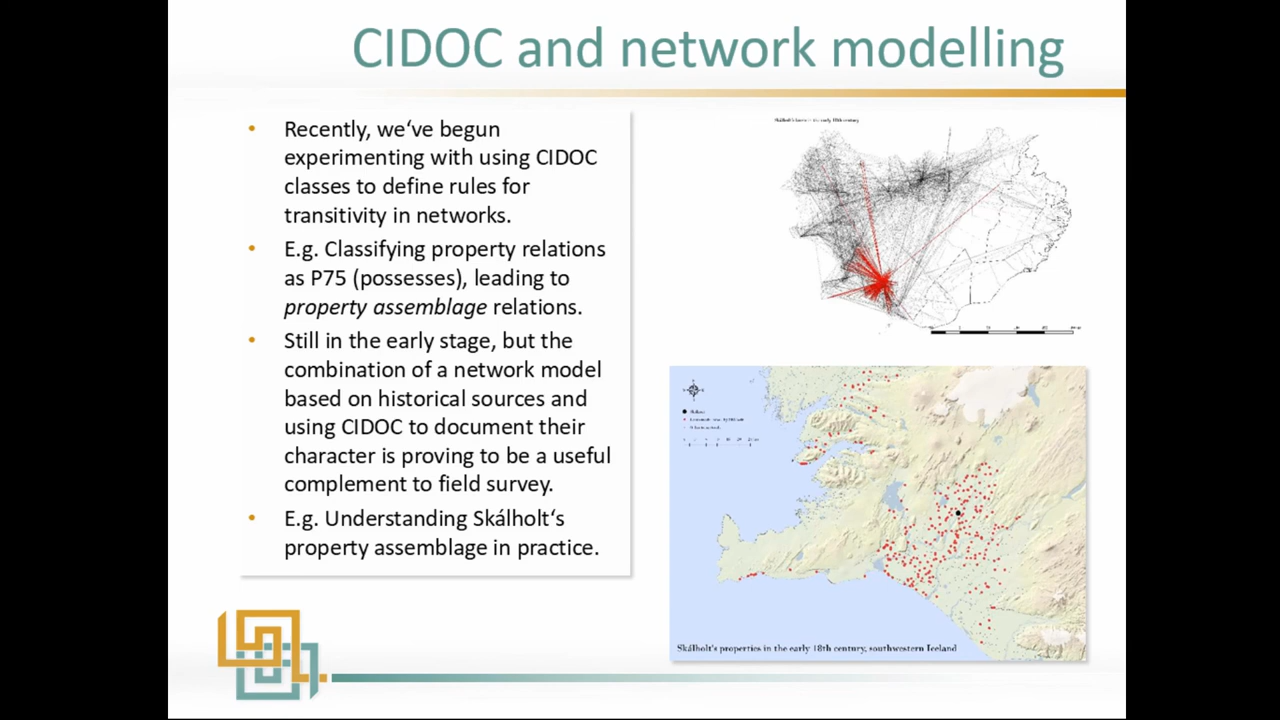 CIDOC and network modelling
• Recently, we‘ve begun
experimenting with using CIDOC
classes to define rules for
transitivity in networks.
• E.g. Classifying property relations
as P75 (possesses), leading to
property assemblage relations.
• Still in the early stage, but the
combination of a network model
based on historical sources and
using CIDOC to document their
character is proving to be a useful
complement to field survey.
• E.g. Understanding Skálholt‘s
property assemblage in practice.
Skálholt's properties in the early 18th century, southwestern Iceland